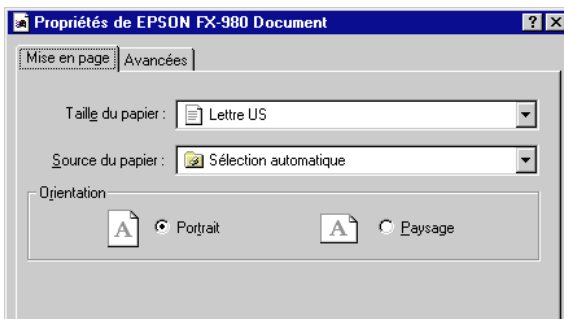 Propriétés de EPSON FX-980 Document
Mise en page Avancées
Taille du papier : Lettre US
Source du papier : Sélection automatique
Orientation
A Portrait A Paysage